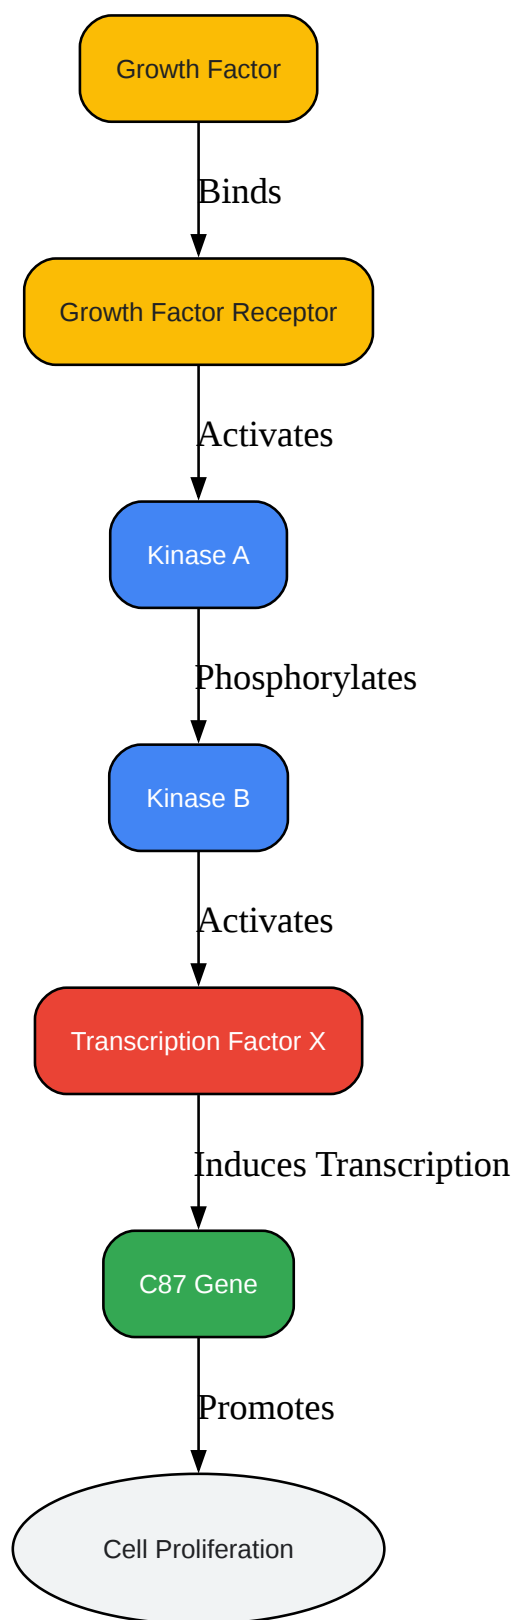 Growth Factor
Binds
Growth Factor Receptor
Activates
Kinase A
Phosphorylates
Kinase B
Activates
Transcription Factor X
Induces Transcription
C87 Gene
Promotes
Cell Proliferation